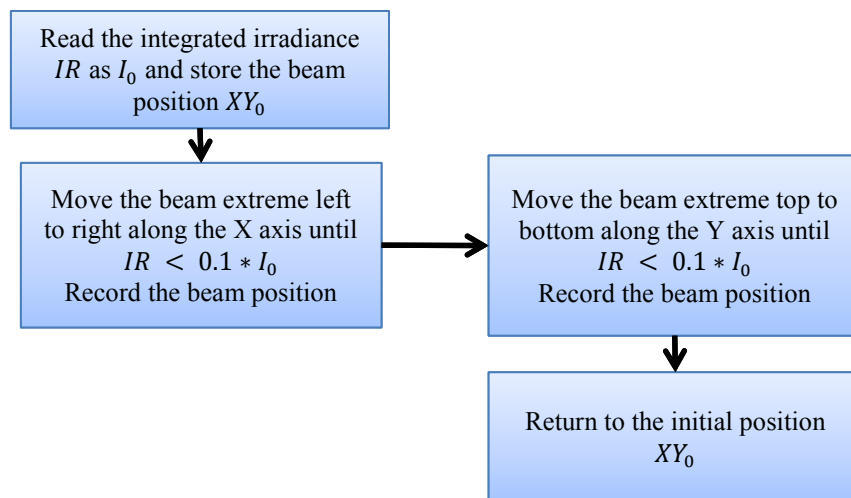 Read the integrated irradiance
IR as I₀ and store the beam
position XY₀
Move the beam extreme left
to right along the X axis until
IR < 0.1 * I₀
Record the beam position
Move the beam extreme top to
bottom along the Y axis until
IR < 0.1 * I₀
Record the beam position
Return to the initial position
XY₀